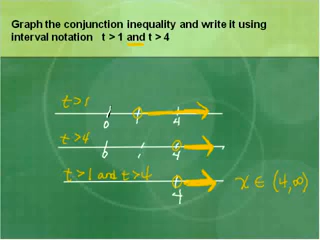 Graph the conjunction inequality and write it using
interval notation t > 1 and t > 4
t>1
0 1 4
t>4
0 1 4
t>1 and t>4
4
x ∈ (4,∞)